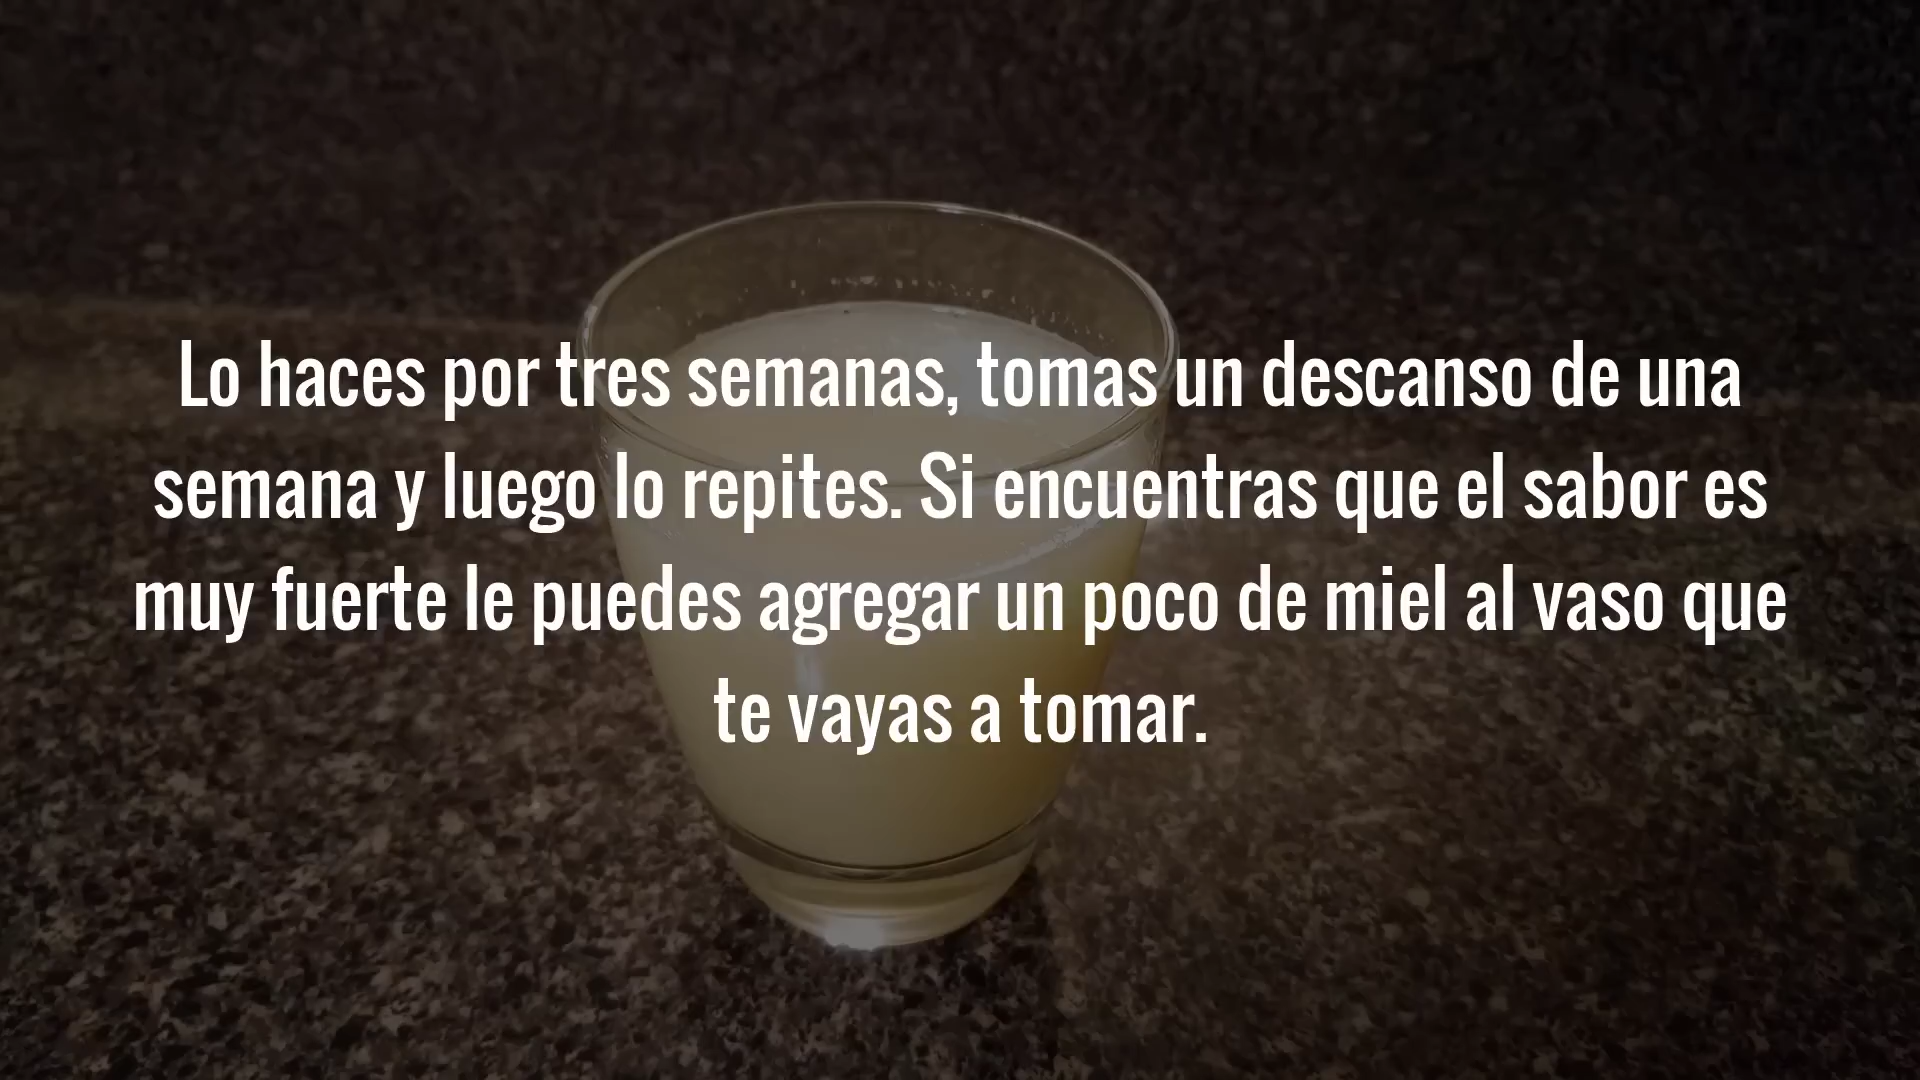 Lo haces por tres semanas, tomas un descanso de una
semana y luego lo repites. Si encuentras que el sabor es
muy fuerte le puedes agregar un poco de miel al vaso que
te vayas a tomar.